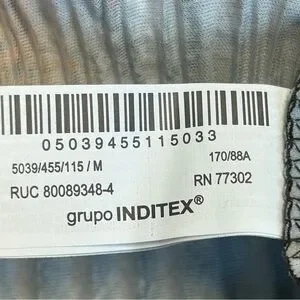 05039455115033
5039/455/115 / M
170/88A
RUC 80089348-4
RN 77302
grupo INDITEX®